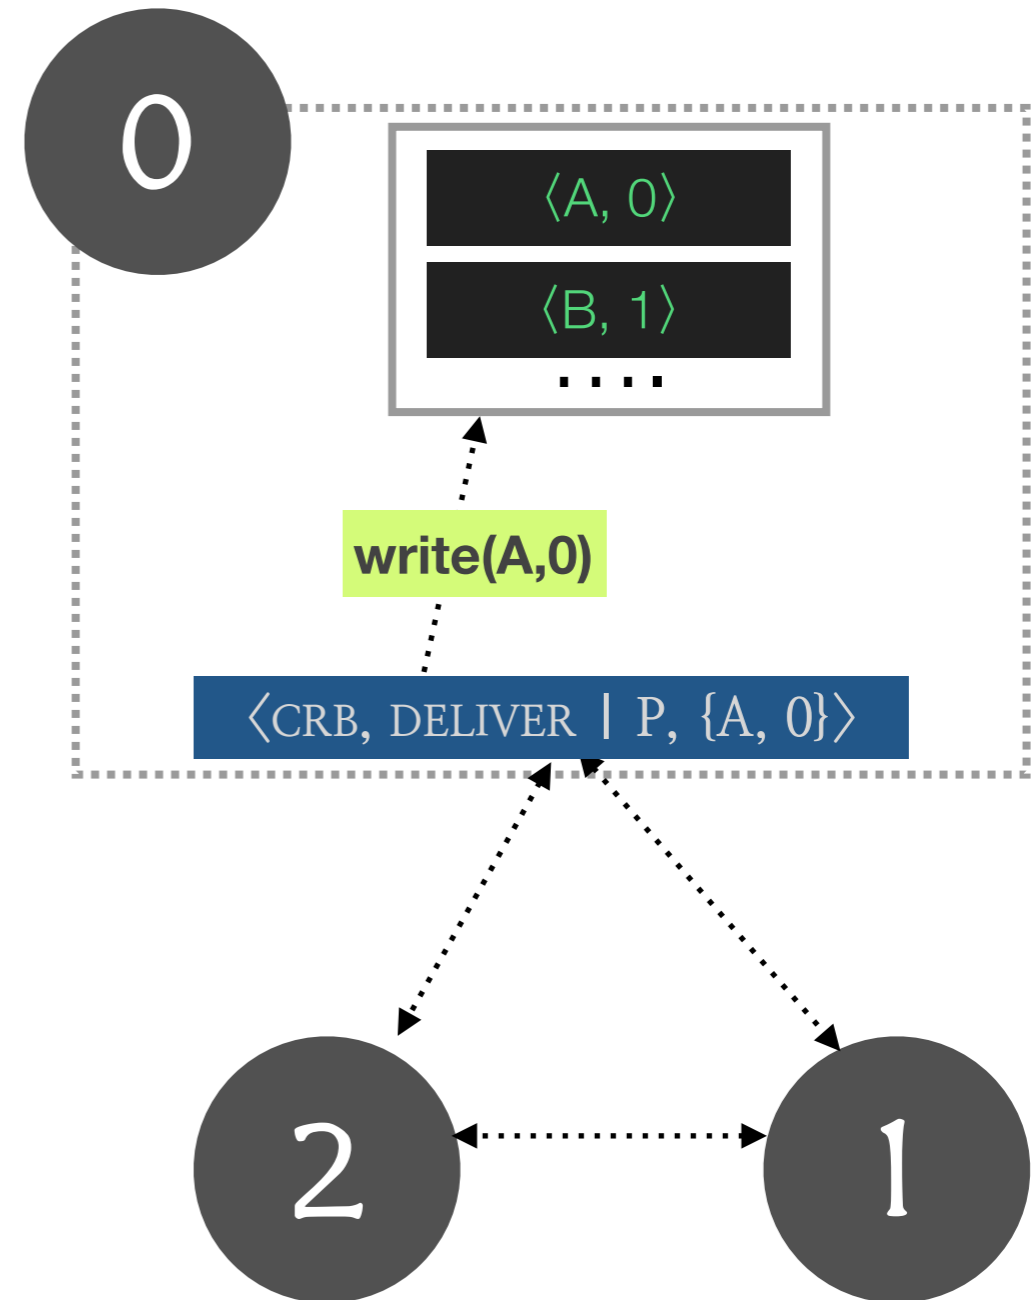 0
⟨A, 0⟩
⟨B, 1⟩
....
write(A,0)
⟨CRB, DELIVER | P, {A, 0}⟩
2
1